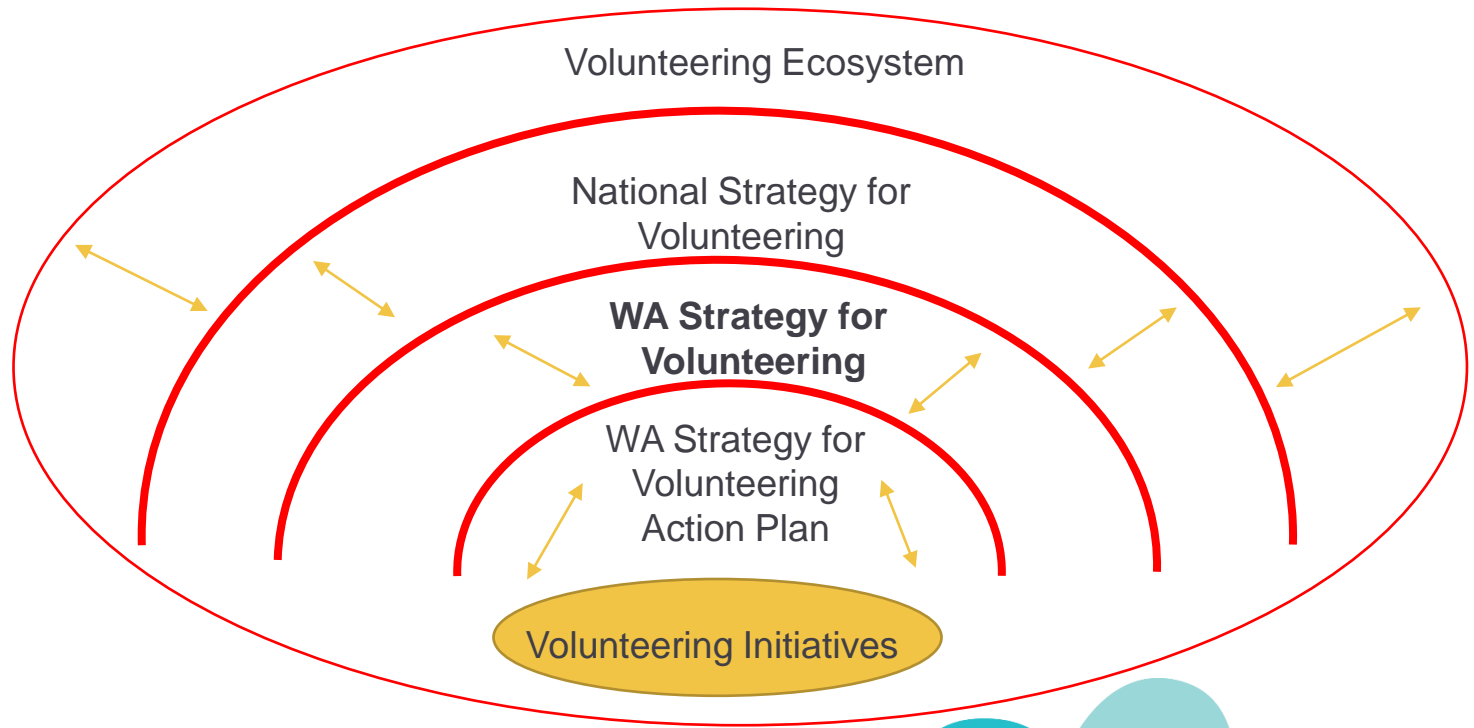 Volunteering Ecosystem
National Strategy for
Volunteering
WA Strategy for
Volunteering
WA Strategy for
Volunteering
Action Plan
Volunteering Initiatives